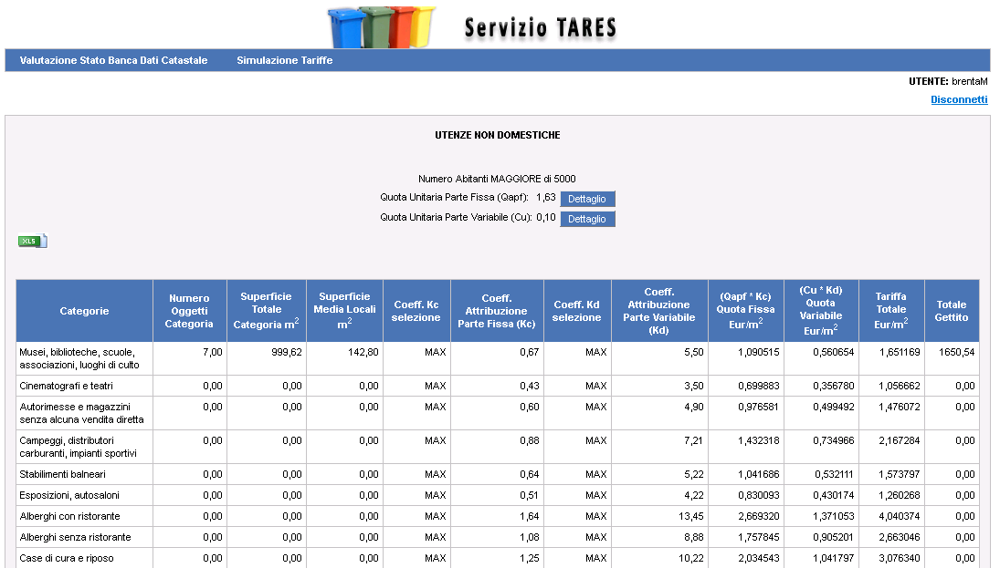 Servizio TARES
Valutazione Stato Banca Dati Catastale Simulazione Tariffe
UTENTE: brentaM
Disconnetti
UTENZE NON DOMESTICHE
Numero Abitanti MAGGIORE di 5000
Quota Unitaria Parte Fissa (Qapf): 1,63 Dettaglio
Quota Unitaria Parte Variabile (Cu): 0,10 Dettaglio
XLS
Categorie
Numero
Oggetti
Categoria
Superficie
Totale
Categoria m²
Superficie
Media Locali
m²
Coeff. Kc
selezione
Coeff.
Attribuzione
Parte Fissa (Kc)
Coeff. Kd
selezione
Coeff.
Attribuzione
Parte Variabile
(Kd)
(Qapf * Kc)
Quota Fissa
Eur/m²
(Cu * Kd)
Quota
Variabile
Eur/m²
Tariffa
Totale
Eur/m²
Totale
Gettito
Musei, biblioteche, scuole, 7,00 999,62 142,80 MAX 0,67 MAX 5,50 1,090515 0,560654 1,651169 1650,54
associazioni, luoghi di culto
Cinematografi e teatri 0,00 0,00 0,00 MAX 0,43 MAX 3,50 0,699883 0,356780 1,056662 0,00
Autorimesse e magazzini 0,00 0,00 0,00 MAX 0,60 MAX 4,90 0,976581 0,499492 1,476072 0,00
senza alcuna vendita diretta
Campeggi, distributori 0,00 0,00 0,00 MAX 0,88 MAX 7,21 1,432318 0,734966 2,167284 0,00
carburanti, impianti sportivi
Stabilimenti balneari 0,00 0,00 0,00 MAX 0,64 MAX 5,22 1,041686 0,532111 1,573797 0,00
Esposizioni, autosaloni 0,00 0,00 0,00 MAX 0,51 MAX 4,22 0,830093 0,430174 1,260268 0,00
Alberghi con ristorante 0,00 0,00 0,00 MAX 1,64 MAX 13,45 2,669320 1,371053 4,040374 0,00
Alberghi senza ristorante 0,00 0,00 0,00 MAX 1,08 MAX 8,88 1,757845 0,905201 2,663046 0,00
Case di cura e riposo 0,00 0,00 0,00 MAX 1,25 MAX 10,22 2,034543 1,041797 3,076340 0,00